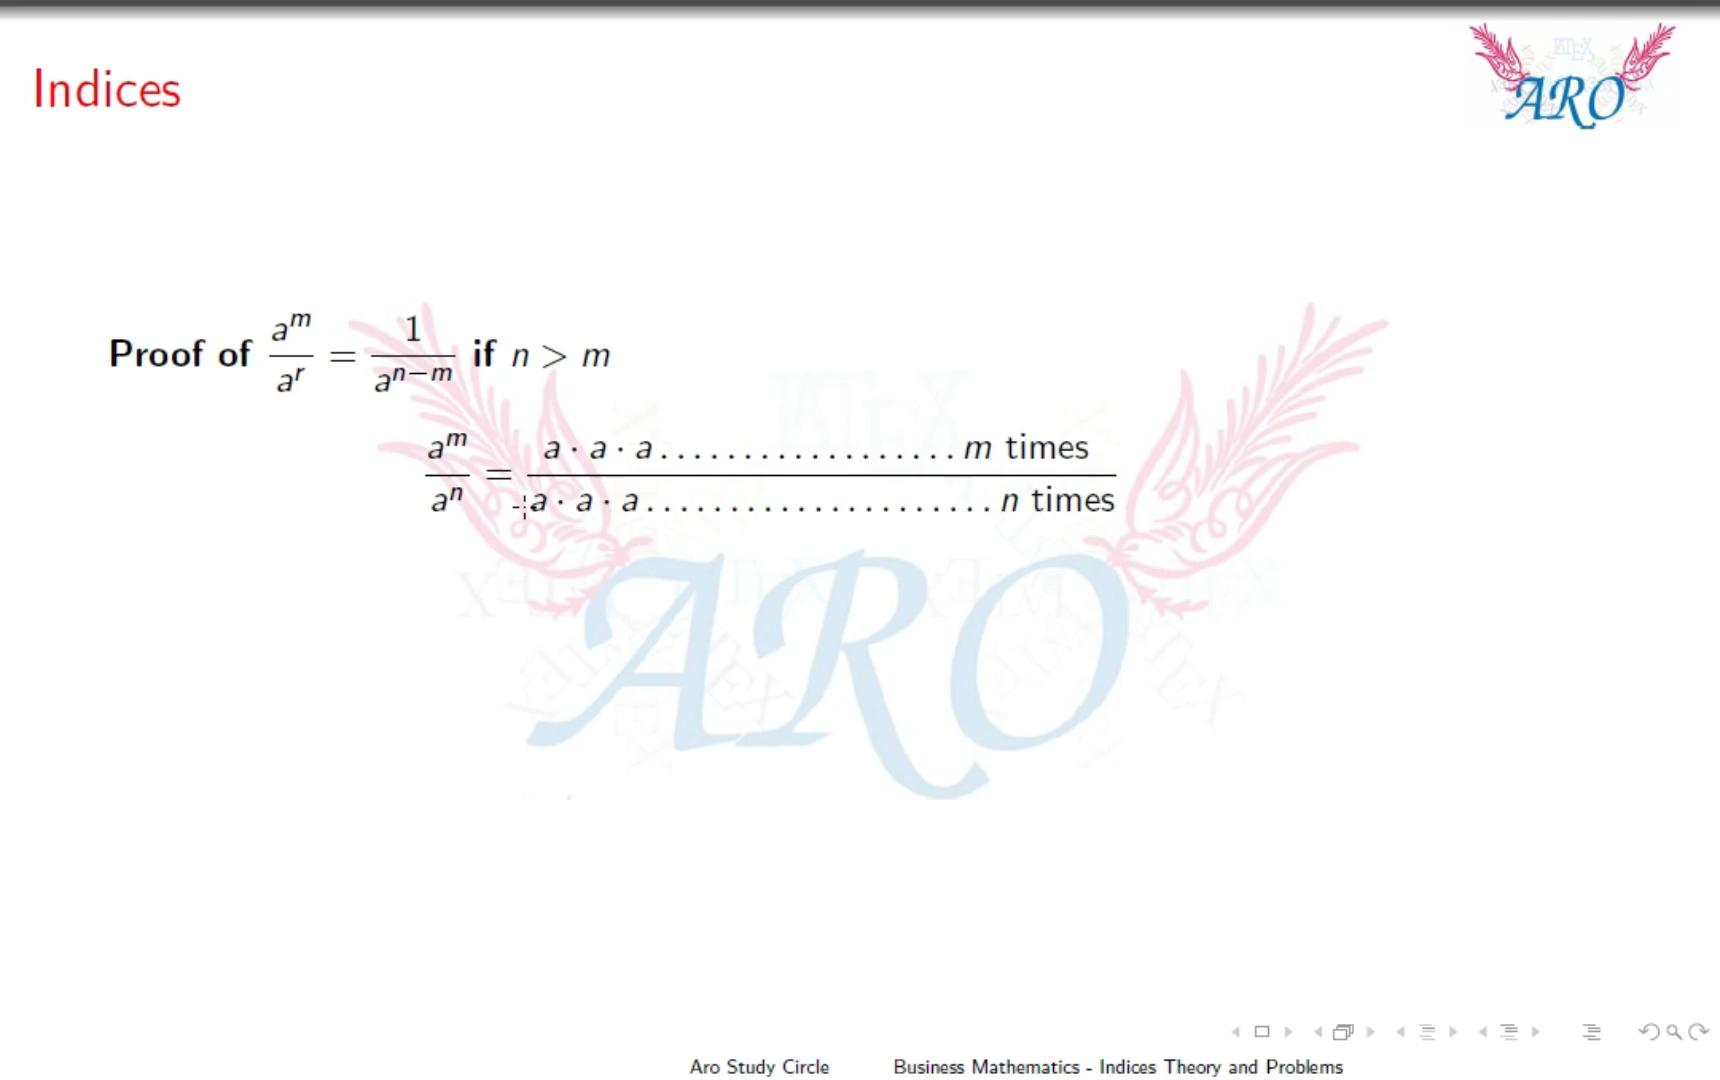 Indices
ARO
Proof of a^m/a^r = 1/a^{n−m} if n > m
a^m/a^n = a · a · a .................. m times / a · a · a ..................... n times
ARO
Aro Study Circle Business Mathematics - Indices Theory and Problems